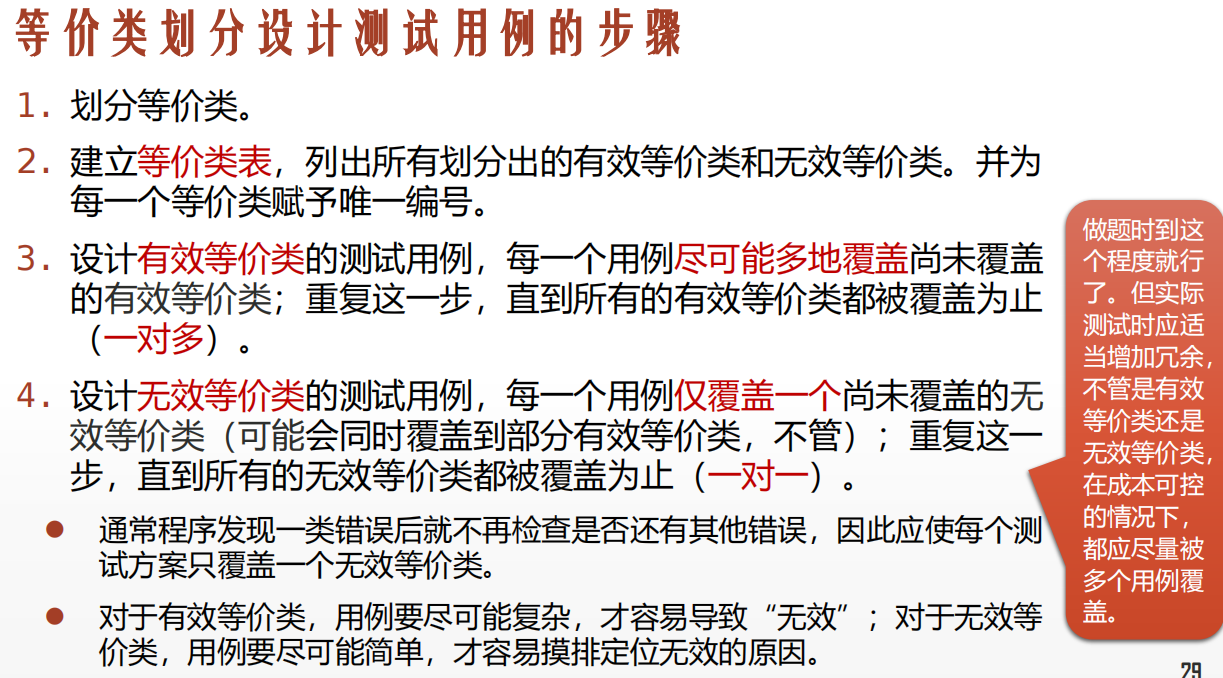 等价类划分设计测试用例的步骤
1. 划分等价类。
2. 建立等价类表，列出所有划分出的有效等价类和无效等价类。并为
每一个等价类赋予唯一编号。
3. 设计有效等价类的测试用例，每一个用例尽可能多地覆盖尚未覆盖
的有效等价类；重复这一步，直到所有的有效等价类都被覆盖为止
（一对多）。
4. 设计无效等价类的测试用例，每一个用例仅覆盖一个尚未覆盖的无
效等价类（可能会同时覆盖到部分有效等价类，不管）；重复这一
步，直到所有的无效等价类都被覆盖为止（一对一）。
● 通常程序发现一类错误后就不再检查是否还有其他错误，因此应使每个测
试方案只覆盖一个无效等价类。
● 对于有效等价类，用例要尽可能复杂，才容易导致“无效”；对于无效等
价类，用例要尽可能简单，才容易摸排定位无效的原因。
做题时到这
个程度就行
了。但实际
测试时应适
当增加冗余，
不管是有效
等价类还是
无效等价类，
在成本可控
的情况下，
都应尽量被
多个用例覆
盖。
29